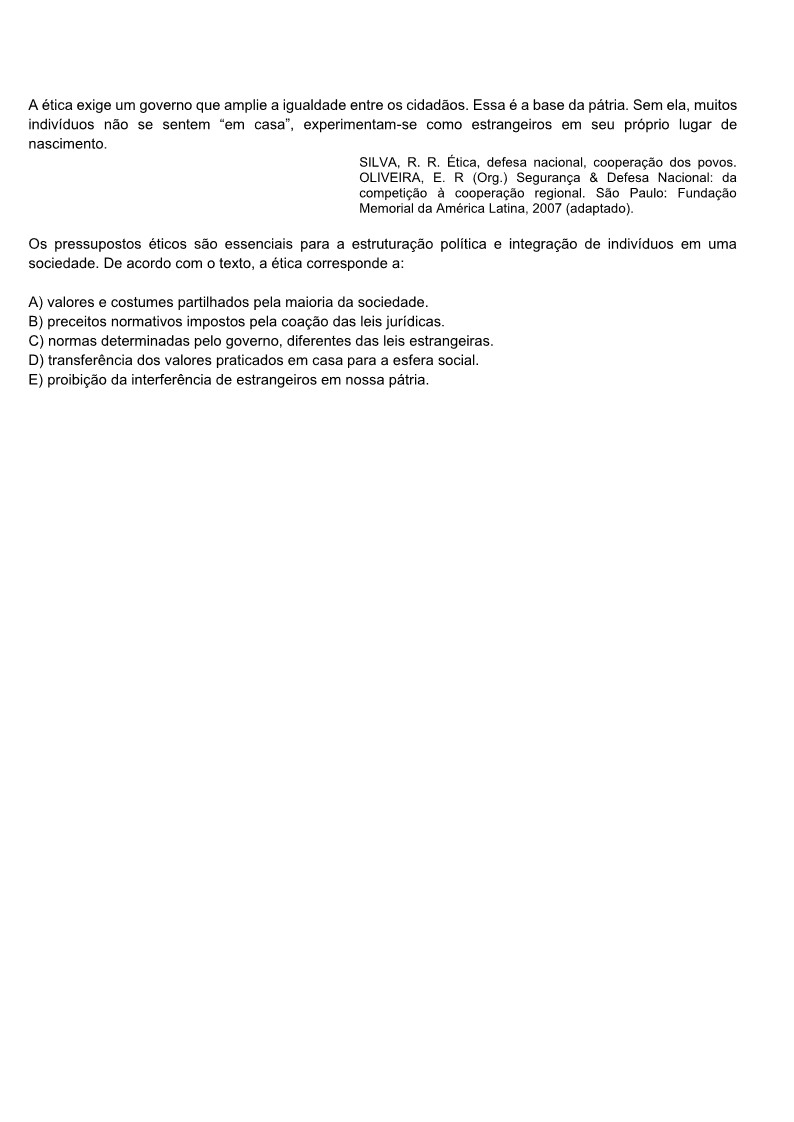 A ética exige um governo que amplie a igualdade entre os cidadãos. Essa é a base da pátria. Sem ela, muitos
indivíduos não se sentem “em casa”, experimentam-se como estrangeiros em seu próprio lugar de
nascimento.
SILVA, R. R. Ética, defesa nacional, cooperação dos povos.
OLIVEIRA, E. R (Org.) Segurança & Defesa Nacional: da
competição à cooperação regional. São Paulo: Fundação
Memorial da América Latina, 2007 (adaptado).
Os pressupostos éticos são essenciais para a estruturação política e integração de indivíduos em uma
sociedade. De acordo com o texto, a ética corresponde a:
A) valores e costumes partilhados pela maioria da sociedade.
B) preceitos normativos impostos pela coação das leis jurídicas.
C) normas determinadas pelo governo, diferentes das leis estrangeiras.
D) transferência dos valores praticados em casa para a esfera social.
E) proibição da interferência de estrangeiros em nossa pátria.